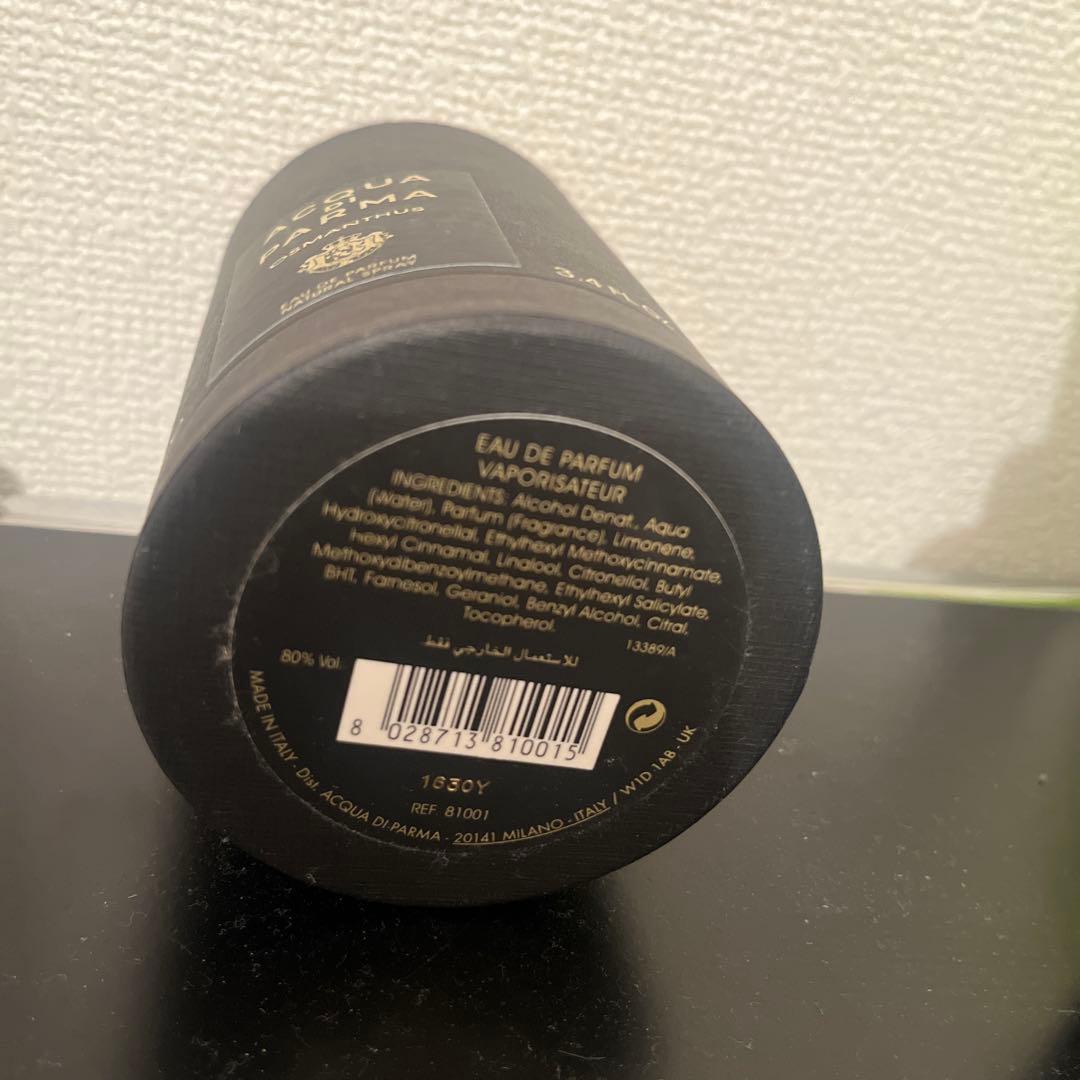 ACQUA
DI
PARMA
OSMANTHUS
EAU DE PARFUM
NATURAL SPRAY
3.4 FL. OZ
EAU DE PARFUM
VAPORISATEUR
INGREDIENTS: Alcohol Denat., Aqua
(Water), Parfum (Fragrance), Limonene,
Hydroxycitronellal, Ethylhexyl Methoxycinnamate,
hexyl Cinnamal, Linalool, Citronellol, Butyl
Methoxydibenzoylmethane, Ethylhexyl Salicylate,
BHT, Farnesol, Geraniol, Benzyl Alcohol, Citral,
Tocopherol.
13389/A
للاستعمال الخارجي فقط
80% Vol.
8 028713 810015
1630Y
REF. 81001
MADE IN ITALY - Dist. ACQUA DI PARMA - 20141 MILANO - ITALY / W1D 1AB - UK